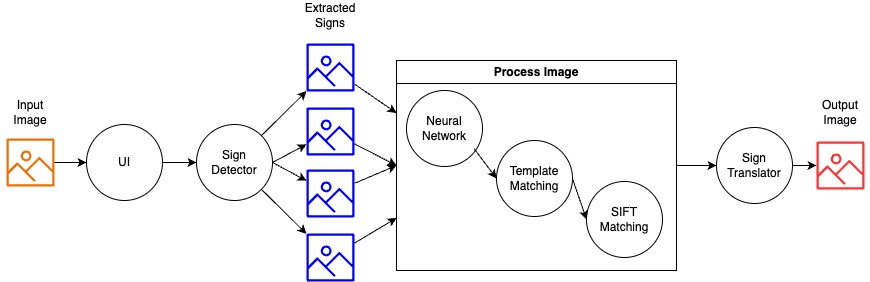 Input
Image
UI
Sign
Detector
Extracted
Signs
Process Image
Neural
Network
Template
Matching
SIFT
Matching
Sign
Translator
Output
Image